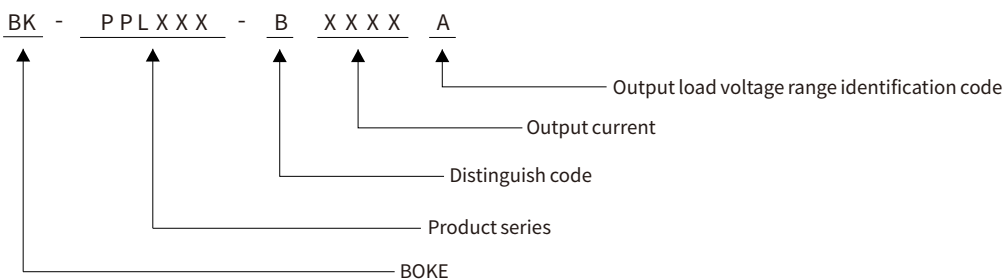 BK - PPLXXX - B XXXX A
Output load voltage range identification code
Output current
Distinguish code
Product series
BOKE